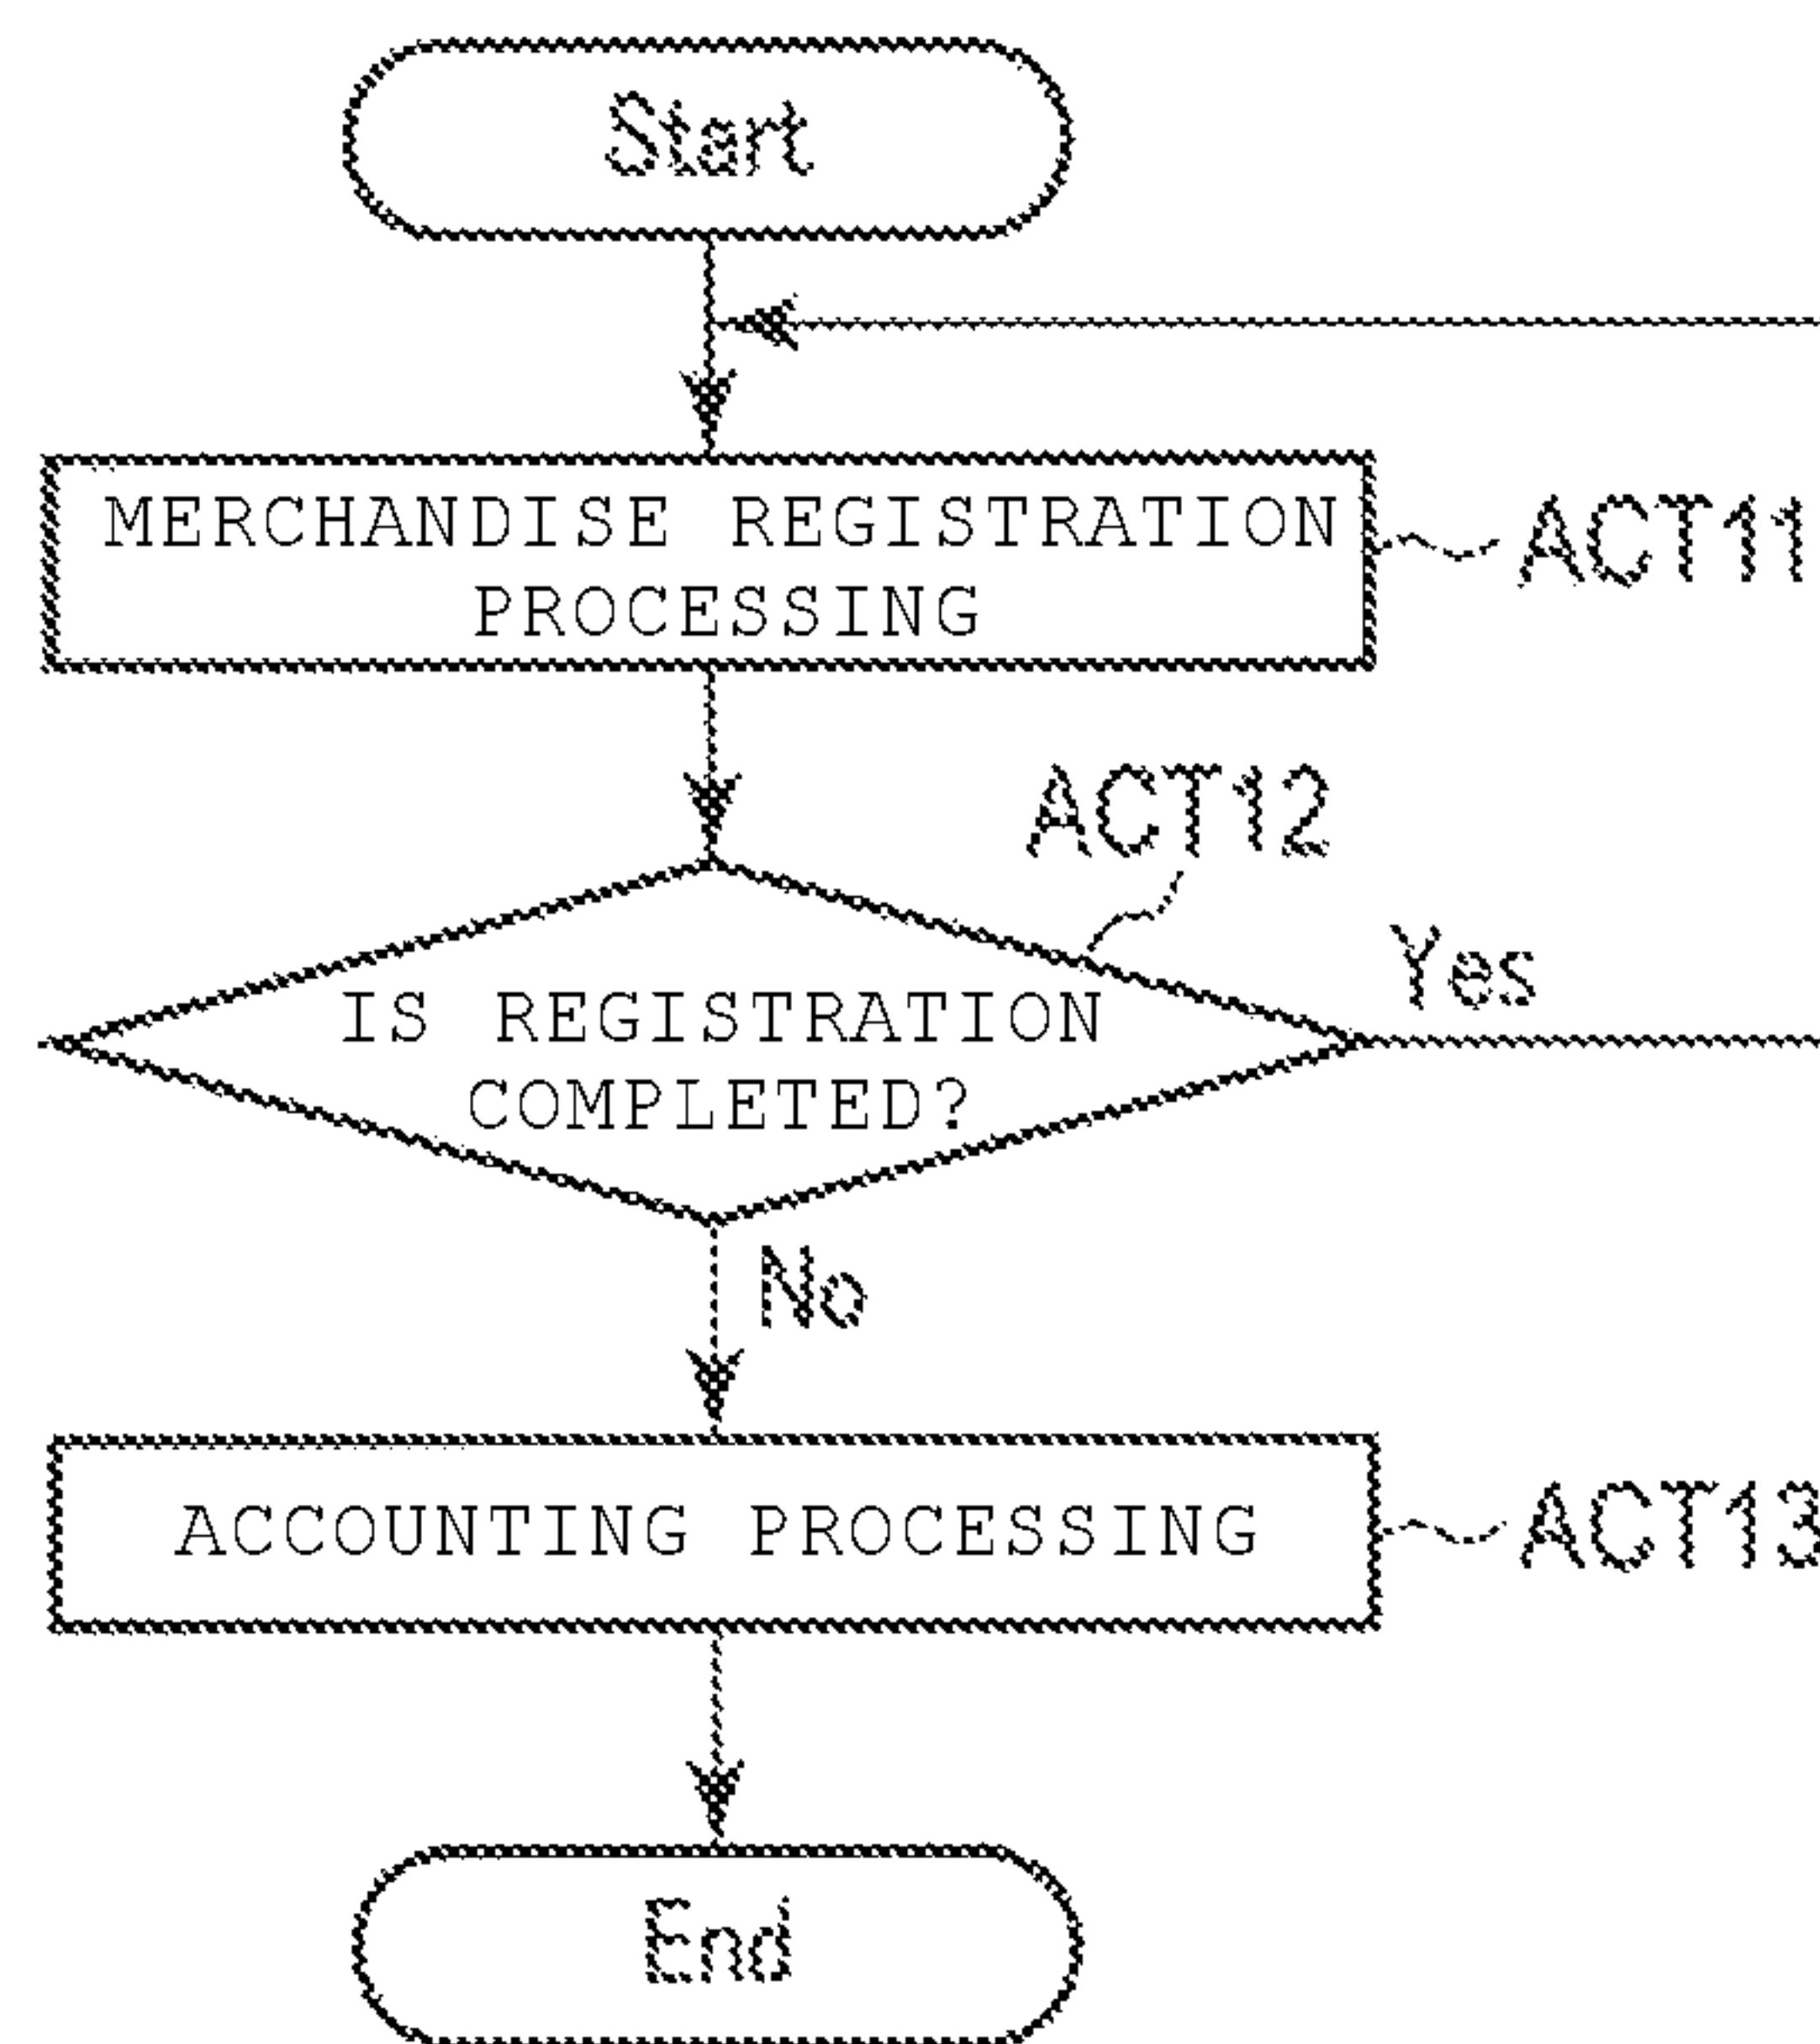 Start
MERCHANDISE REGISTRATION
PROCESSING
ACT11
ACT12
IS REGISTRATION
COMPLETED?
Yes
No
ACCOUNTING PROCESSING
ACT13
End